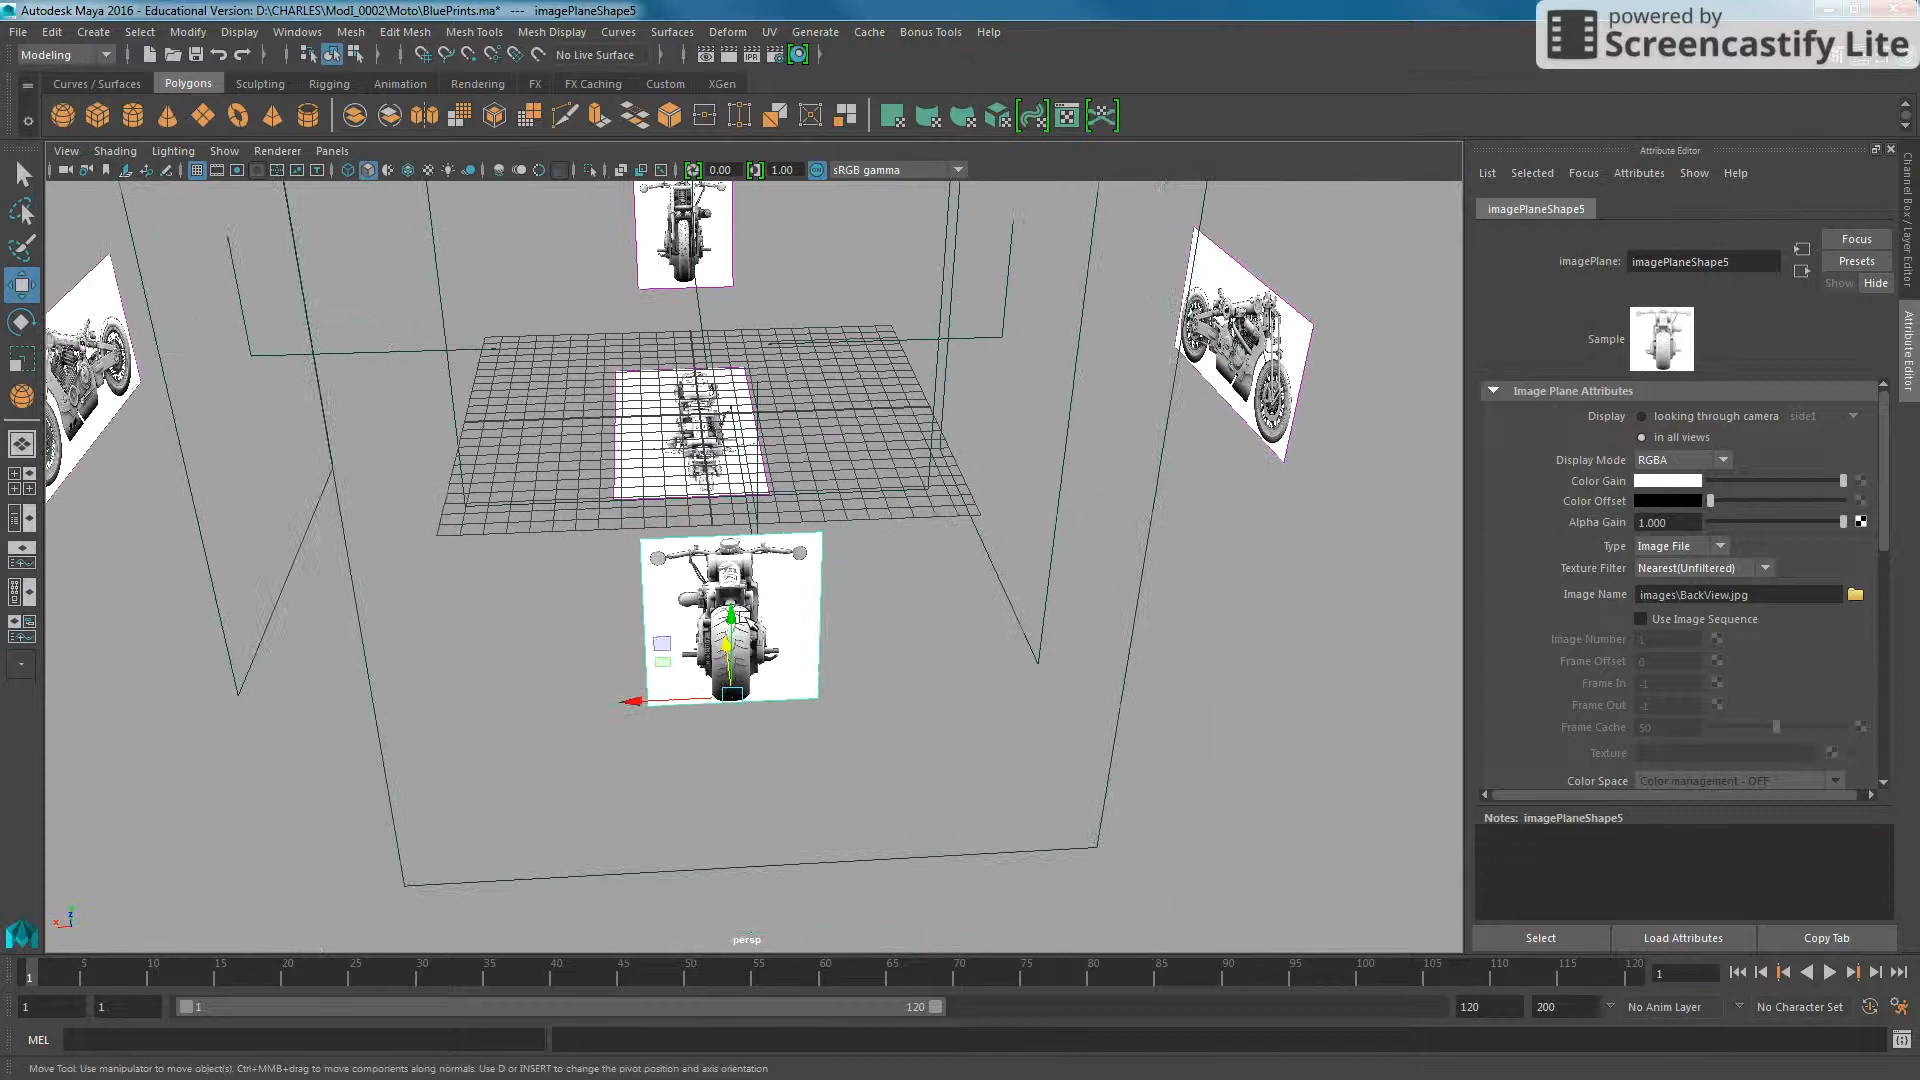 Autodesk Maya 2016 - Educational Version: D:\CHARLES\ModI_0002\Moto\BluePrints.ma* --- imagePlaneShape5
powered by
Screencastify Lite
File Edit Create Select Modify Display Windows Mesh Edit Mesh Mesh Tools Mesh Display Curves Surfaces Deform UV Generate Cache Bonus Tools Help
Modeling No Live Surface
Curves / Surfaces Polygons Sculpting Rigging Animation Rendering FX FX Caching Custom XGen
View Shading Lighting Show Renderer Panels
0.00 1.00 sRGB gamma
persp
Attribute Editor
List Selected Focus Attributes Show Help
imagePlaneShape5
Focus
imagePlane: imagePlaneShape5 Presets
Show Hide
Sample
Image Plane Attributes
Display looking through camera side1
in all views
Display Mode RGBA
Color Gain
Color Offset
Alpha Gain 1.000
Type Image File
Texture Filter Nearest(Unfiltered)
Image Name images\BackView.jpg
Use Image Sequence
Image Number 1
Frame Offset 0
Frame In -1
Frame Out -1
Frame Cache 50
Texture
Color Space Color management - OFF
Notes: imagePlaneShape5
Select Load Attributes Copy Tab
Channel Box / Layer Editor
Attribute Editor
1 5 10 15 20 25 30 35 40 45 50 55 60 65 70 75 80 85 90 95 100 105 110 115 120 1
1 1 1 120 120 200 No Anim Layer No Character Set
MEL
Move Tool: Use manipulator to move object(s). Ctrl+MMB+drag to move components along normals. Use D or INSERT to change the pivot position and axis orientation